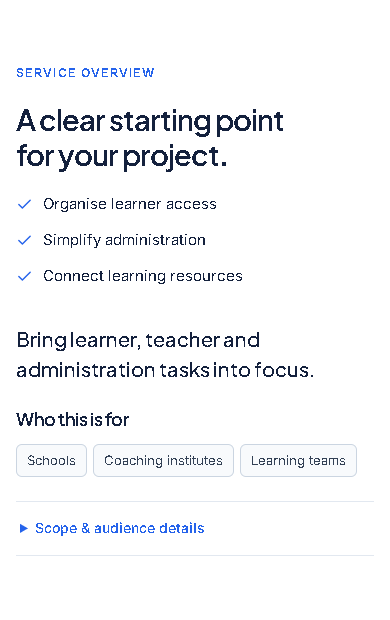 SERVICE OVERVIEW
A clear starting point
for your project.
Organise learner access
Simplify administration
Connect learning resources
Bring learner, teacher and
administration tasks into focus.
Who this is for
Schools
Coaching institutes
Learning teams
Scope & audience details